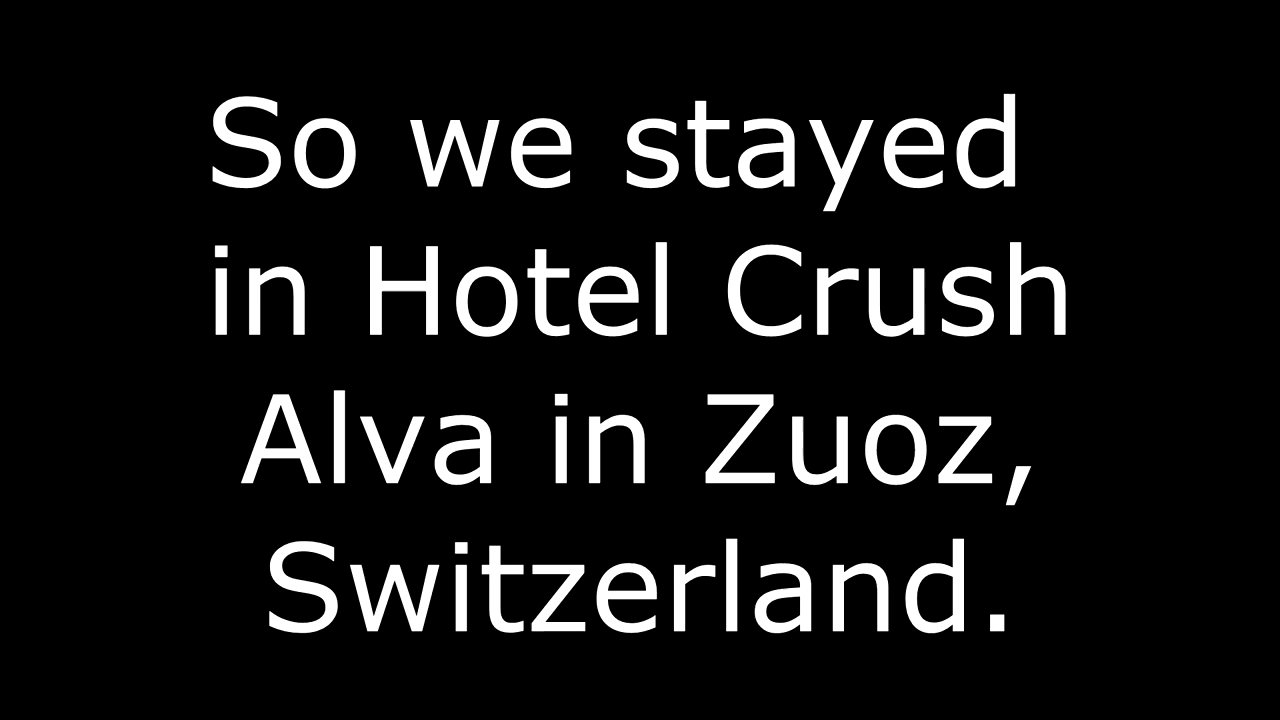 So we stayed
in Hotel Crush
Alva in Zuoz,
Switzerland.